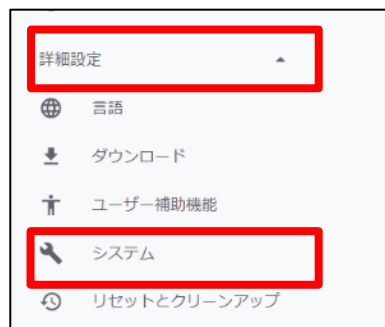 詳細設定
言語
ダウンロード
ユーザー補助機能
システム
リセットとクリーンアップ